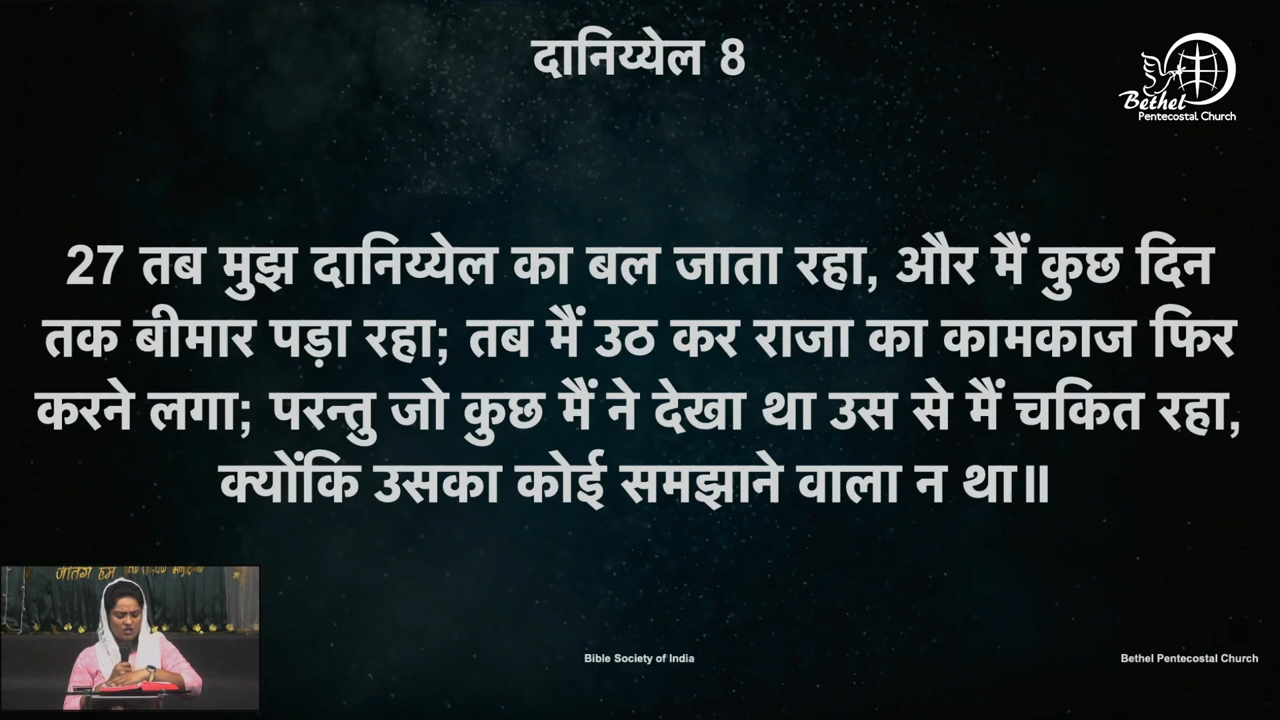 दानिय्येल 8
Bethel
Pentecostal Church
27 तब मुझ दानिय्येल का बल जाता रहा, और मैं कुछ दिन
तक बीमार पड़ा रहा; तब मैं उठ कर राजा का कामकाज फिर
करने लगा; परन्तु जो कुछ मैं ने देखा था उस से मैं चकित रहा,
क्योंकि उसका कोई समझाने वाला न था॥
हम
Bible Society of India
Bethel Pentecostal Church